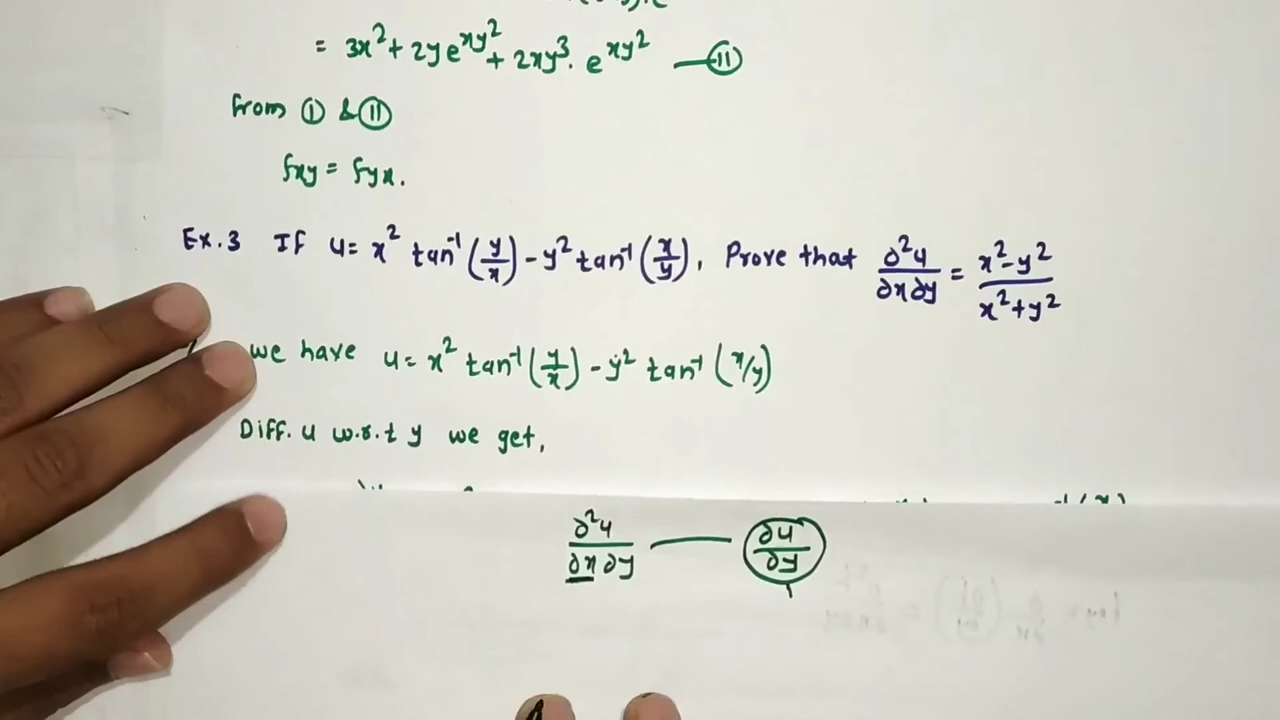 = 3x² + 2y e^{xy²} + 2xy³. e^{xy²} — (II)
From (I) & (II)
fxy = fyx.
Ex.3 If u = x² tan⁻¹(y/x) - y² tan⁻¹(x/y), Prove that ∂²u/∂x∂y = x²-y²/x²+y²
we have u = x² tan⁻¹(y/x) - y² tan⁻¹(x/y)
Diff. u w.r.t y we get,
∂²u/∂x∂y — ∂u/∂y